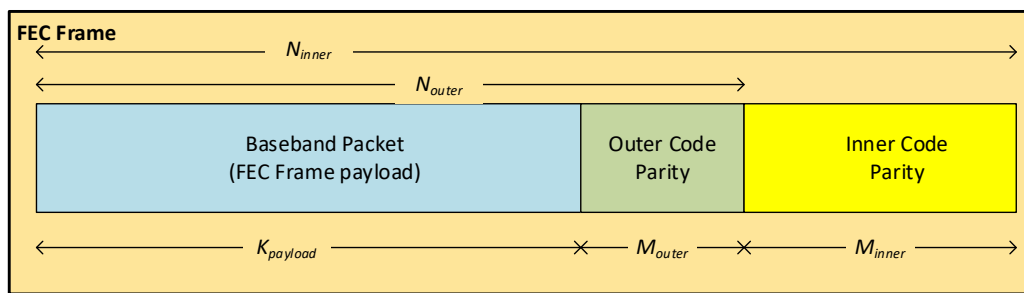 FEC Frame
N_inner
N_outer
Baseband Packet
(FEC Frame payload)
Outer Code
Parity
Inner Code
Parity
K_payload
M_outer
M_inner